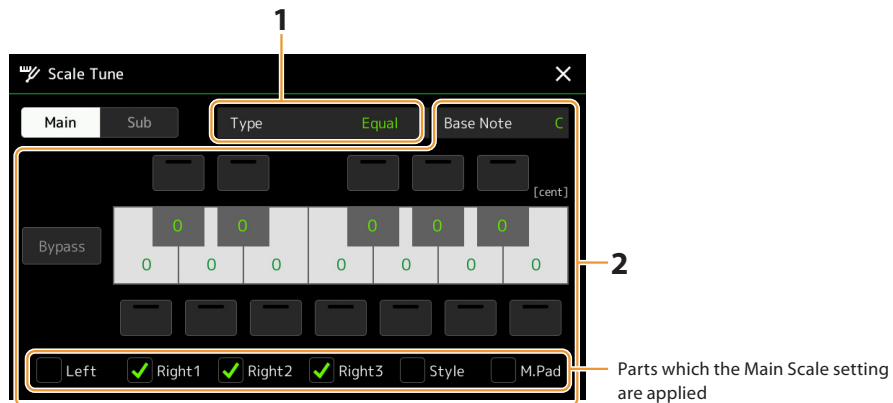 1
Scale Tune
Main Sub Type Equal Base Note C
[cent]
0 0 0 0 0
Bypass
0 0 0 0 0 0 0
2
Left Right1 Right2 Right3 Style M.Pad
Parts which the Main Scale setting
are applied